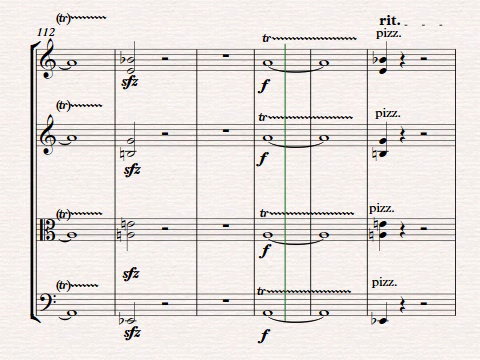 rit.
(tr)
112
tr
pizz.
sfz
f
(tr)
tr
pizz.
sfz
f
(tr)
tr
pizz.
f
sfz
(tr)
tr
pizz.
sfz
f